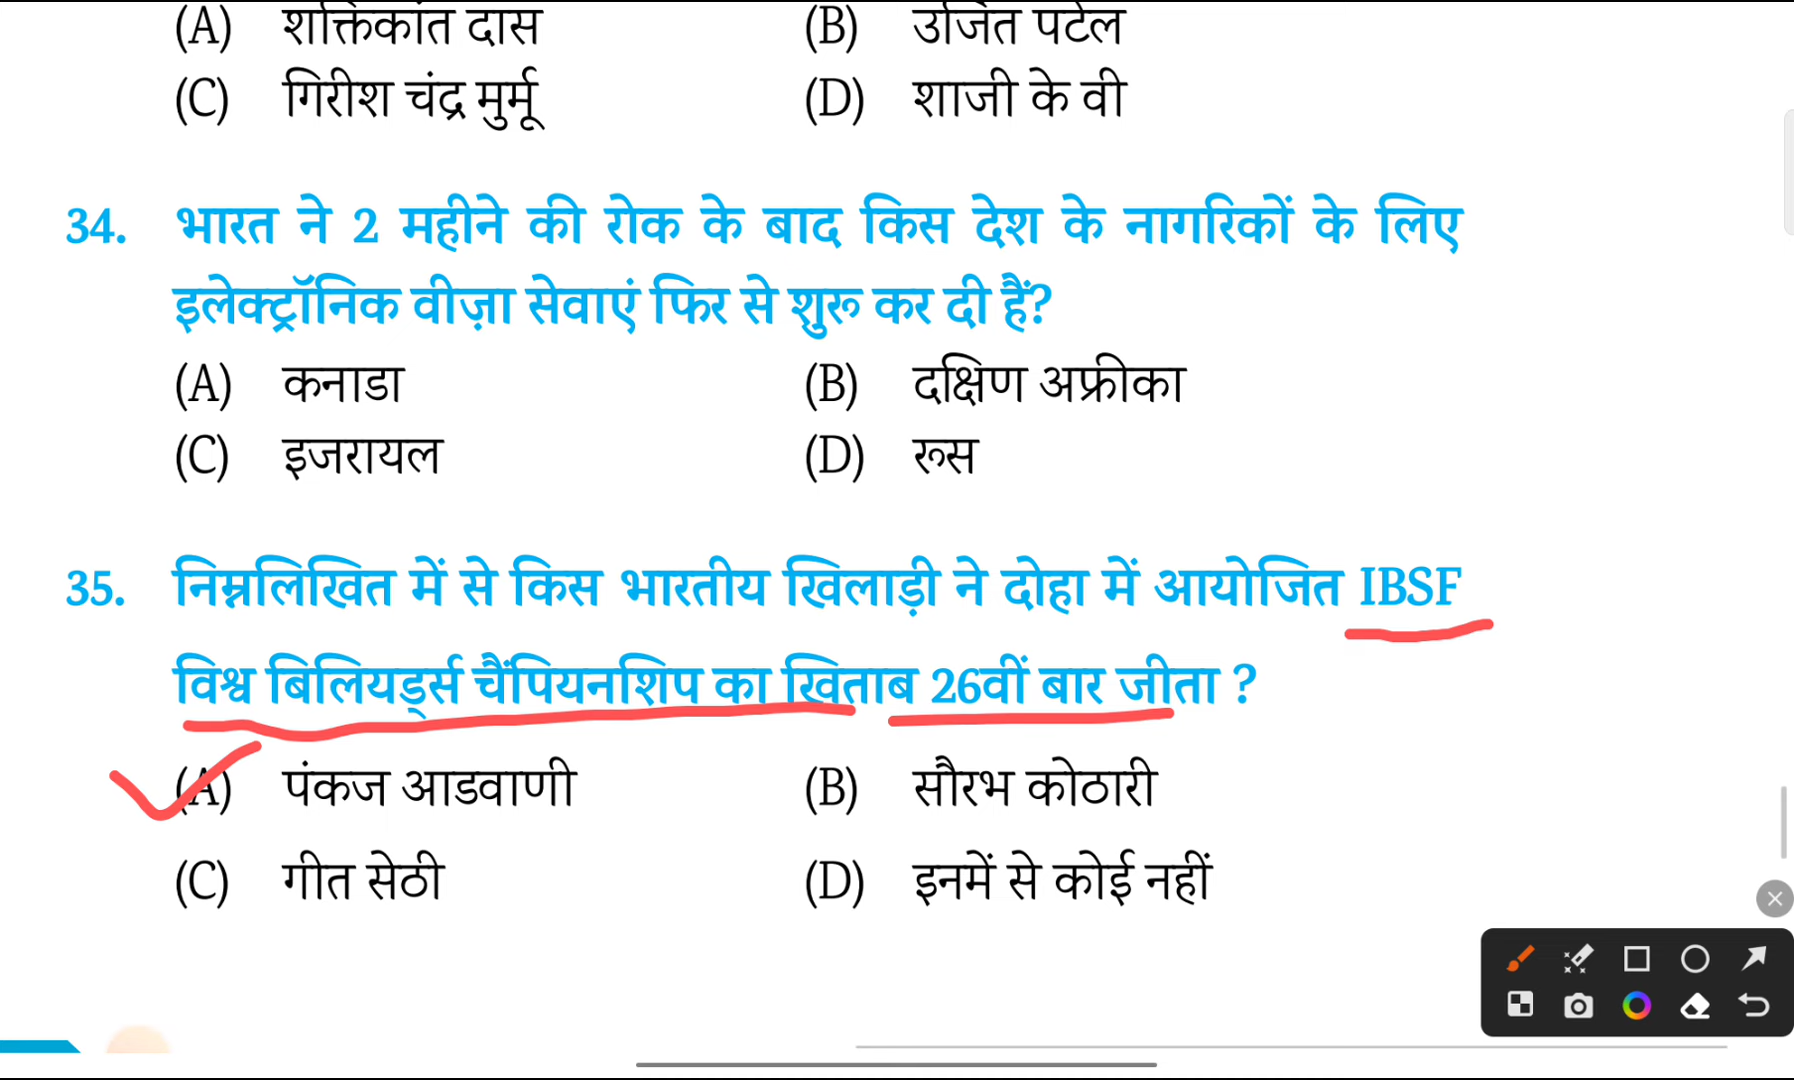 (A) शक्तिकांत दास (B) उर्जित पटेल
(C) गिरीश चंद्र मुर्मू (D) शाजी के वी
34. भारत ने 2 महीने की रोक के बाद किस देश के नागरिकों के लिए
इलेक्ट्रॉनिक वीज़ा सेवाएं फिर से शुरू कर दी हैं?
(A) कनाडा (B) दक्षिण अफ्रीका
(C) इजरायल (D) रूस
35. निम्नलिखित में से किस भारतीय खिलाड़ी ने दोहा में आयोजित IBSF
विश्व बिलियर्ड्स चैंपियनशिप का खिताब 26वीं बार जीता ?
(A) पंकज आडवाणी (B) सौरभ कोठारी
(C) गीत सेठी (D) इनमें से कोई नहीं